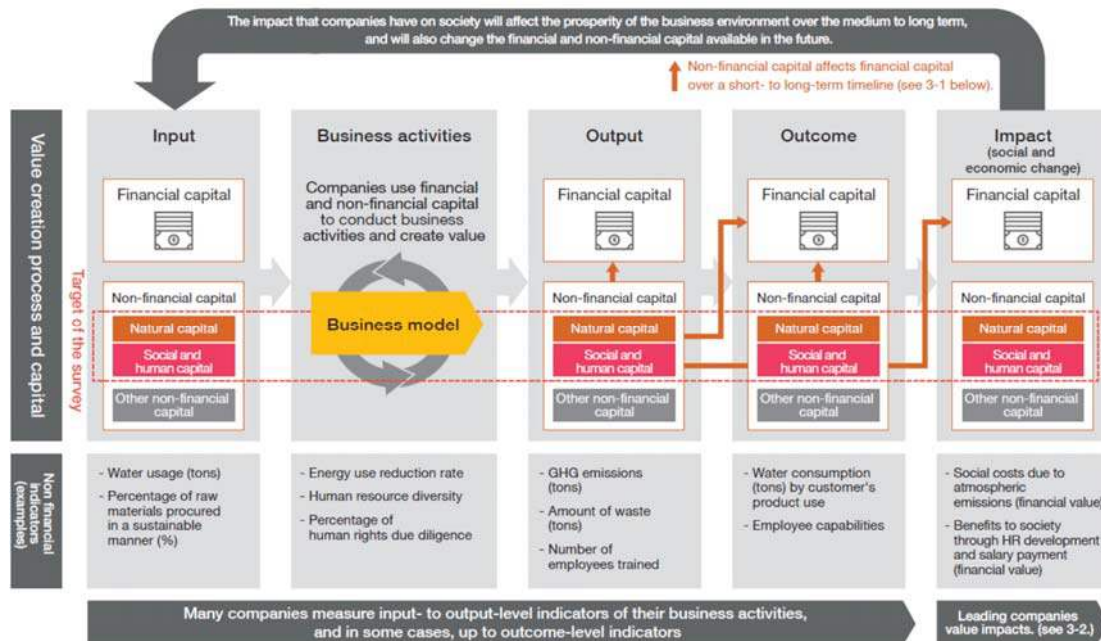 The impact that companies have on society will affect the prosperity of the business environment over the medium to long term,
and will also change the financial and non-financial capital available in the future.
Non-financial capital affects financial capital
over a short- to long-term timeline (see 3-1 below).
Value creation process and capital
Target of the survey
Input
Financial capital
Non-financial capital
Natural capital
Social and
human capital
Other non-financial
capital
Business activities
Companies use financial
and non-financial capital
to conduct business
activities and create value
Business model
Output
Financial capital
Non-financial capital
Natural capital
Social and
human capital
Other non-financial
capital
Outcome
Financial capital
Non-financial capital
Natural capital
Social and
human capital
Other non-financial
capital
Impact
(social and
economic change)
Financial capital
Non-financial capital
Natural capital
Social and
human capital
Other non-financial
capital
Non financial
indicators
(examples)
- Water usage (tons)
- Percentage of raw
materials procured
in a sustainable
manner (%)
- Energy use reduction rate
- Human resource diversity
- Percentage of
human rights due diligence
- GHG emissions
(tons)
- Amount of waste
(tons)
- Number of
employees trained
- Water consumption
(tons) by customer's
product use
- Employee capabilities
- Social costs due to
atmospheric
emissions (financial value)
- Benefits to society
through HR development
and salary payment
(financial value)
Many companies measure input- to output-level indicators of their business activities,
and in some cases, up to outcome-level indicators
Leading companies
value impacts. (see 3-2.)